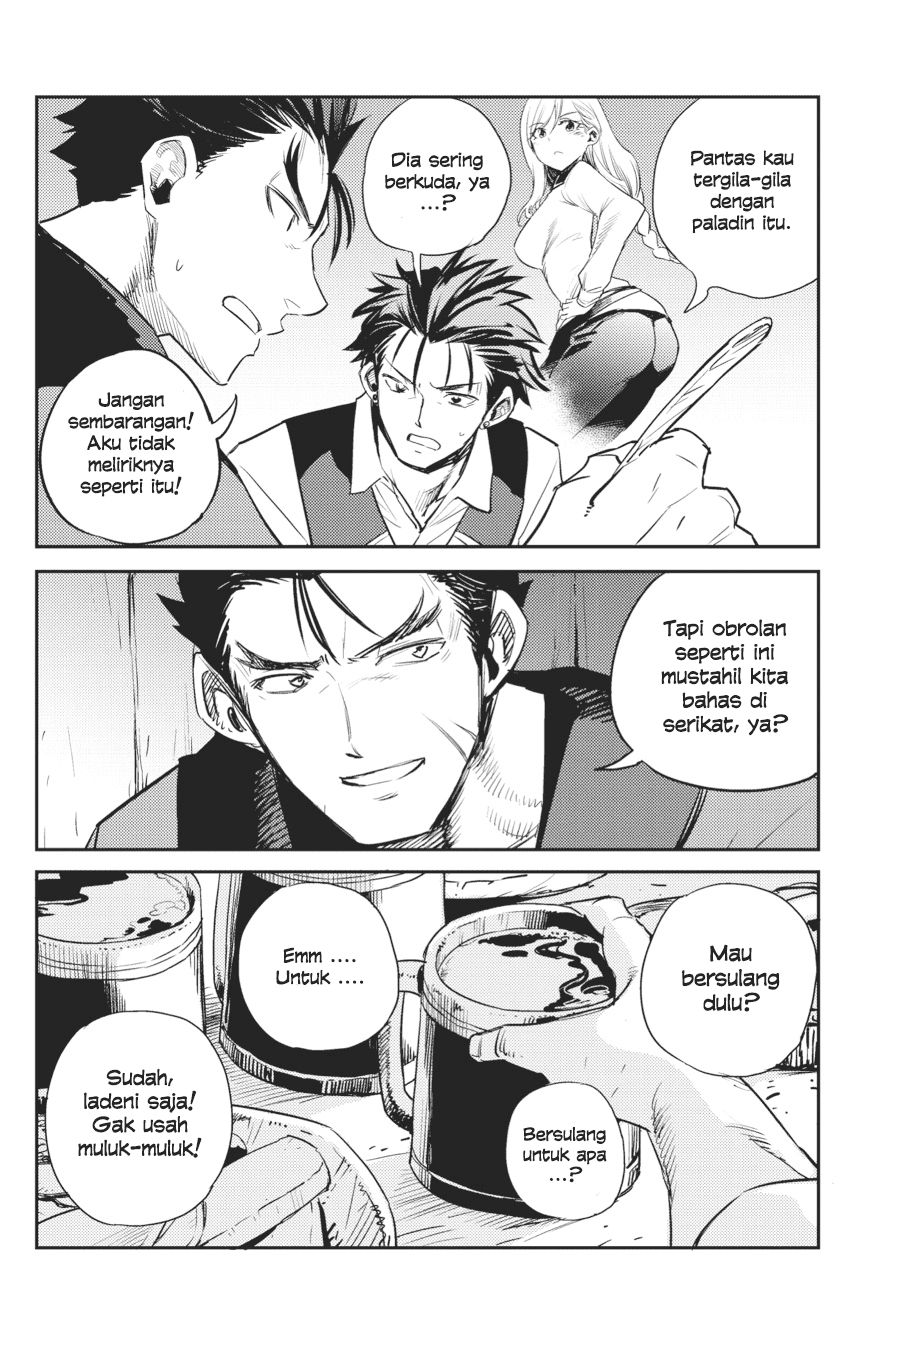 Pantas kau
tergila-gila
dengan
paladin itu.
Dia sering
berkuda, ya
...?
Jangan
sembarangan!
Aku tidak
meliriknya
seperti itu!
Tapi obrolan
seperti ini
mustahil kita
bahas di
serikat, ya?
Mau
bersulang
dulu?
Bersulang
untuk apa
...?
Emm ....
Untuk ....
Sudah,
ladeni saja!
Gak usah
muluk-muluk!